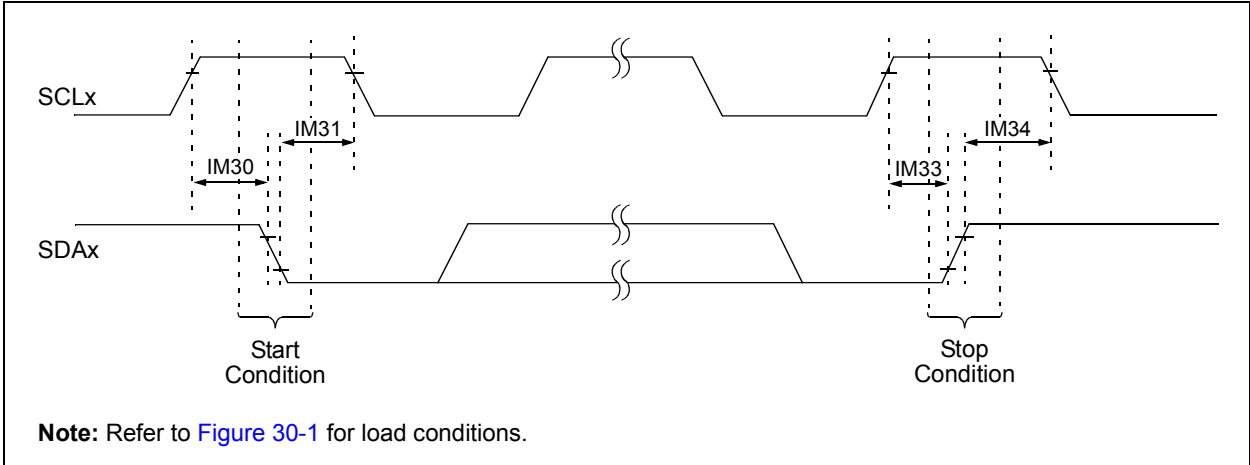 SCLx
IM31
IM34
IM30
IM33
SDAx
Start
Condition
Stop
Condition
Note: Refer to Figure 30-1 for load conditions.